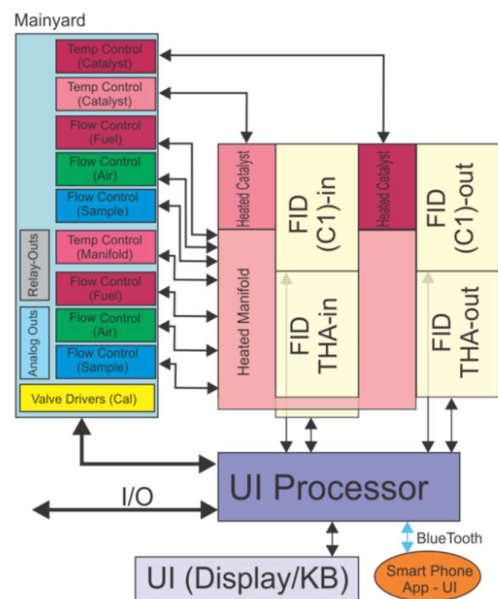 Mainyard
Temp Control
(Catalyst)
Temp Control
(Catalyst)
Flow Control
(Fuel)
Flow Control
(Air)
Flow Control
(Sample)
Temp Control
(Manifold)
Flow Control
(Fuel)
Flow Control
(Air)
Flow Control
(Sample)
Valve Drivers (Cal)
Relay-Outs
Analog Outs
Heated Catalyst
FID
(C1)-in
Heated Catalyst
FID
(C1)-out
Heated Manifold
FID
THA-in
FID
THA-out
UI Processor
I/O
BlueTooth
UI (Display/KB)
Smart Phone
App - UI